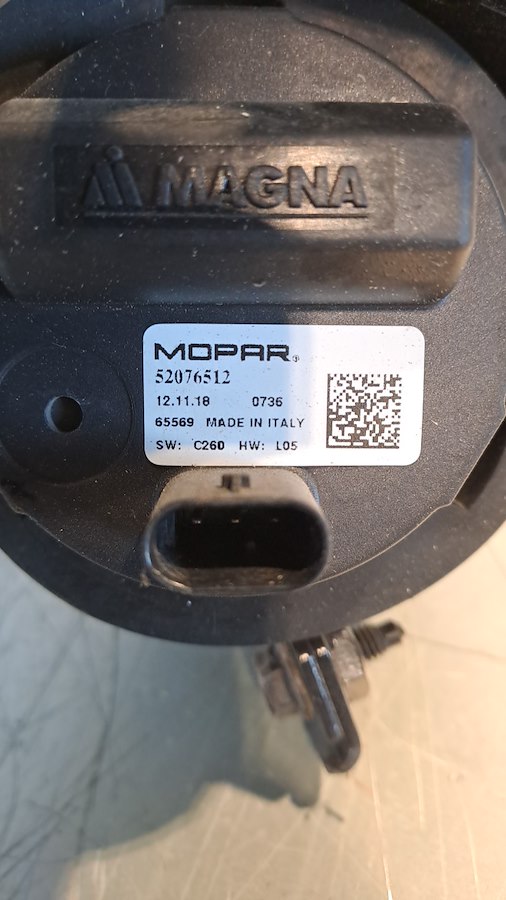 MAGNA
MOPAR®
52076512
12.11.18 0736
65569 MADE IN ITALY
SW: C260 HW: L05